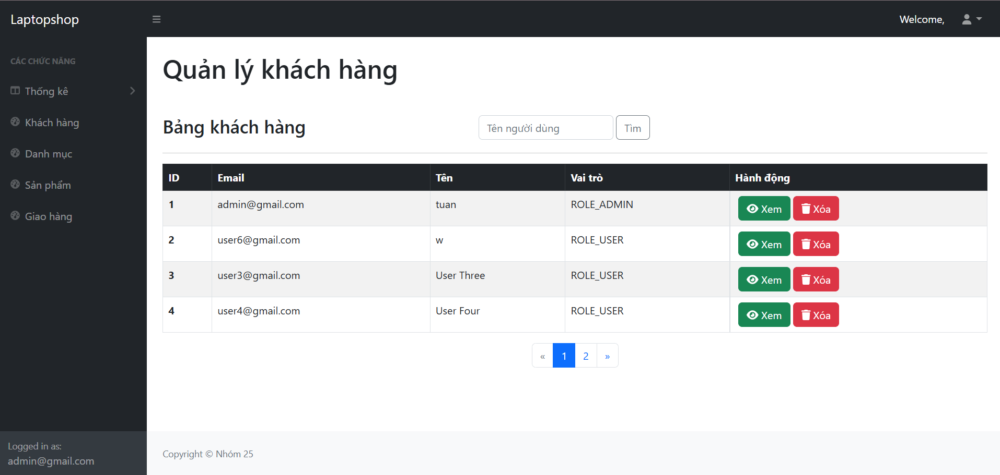 Laptopshop
Welcome,
CÁC CHỨC NĂNG
Thống kê
Khách hàng
Danh mục
Sản phẩm
Giao hàng
Logged in as:
admin@gmail.com
Quản lý khách hàng
Bảng khách hàng
Tên người dùng
Tìm
ID Email Tên Vai trò Hành động
1 admin@gmail.com tuan ROLE_ADMIN Xem Xóa
2 user6@gmail.com w ROLE_USER Xem Xóa
3 user3@gmail.com User Three ROLE_USER Xem Xóa
4 user4@gmail.com User Four ROLE_USER Xem Xóa
« 1 2 »
Copyright © Nhóm 25